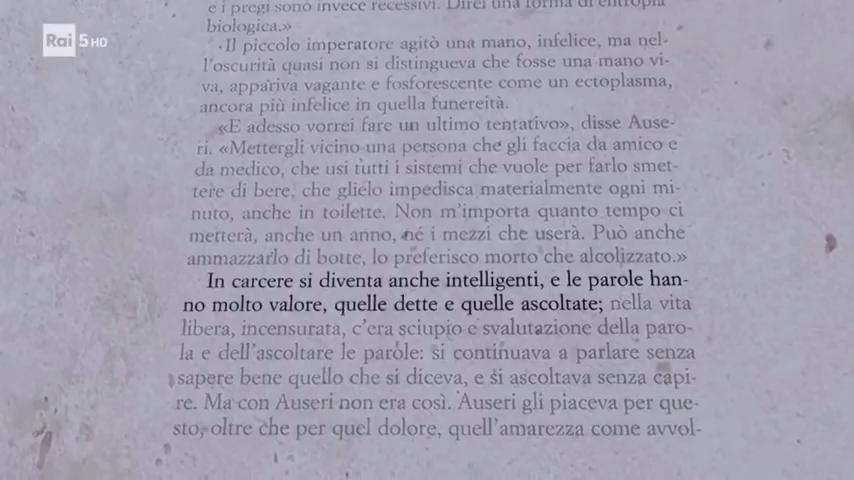 Rai 5 HD
e i pregi sono invece recessivi. Direi una forma di entropia
biologica.»
Il piccolo imperatore agitò una mano, infelice, ma nel-
l'oscurità quasi non si distingueva che fosse una mano vi-
va, appariva vagante e fosforescente come un ectoplasma,
ancora più infelice in quella funereità.
«E adesso vorrei fare un ultimo tentativo», disse Ause-
ri. «Mettergli vicino una persona che gli faccia da amico e
da medico, che usi tutti i sistemi che vuole per farlo smet-
tere di bere, che glielo impedisca materialmente ogni mi-
nuto, anche in toilette. Non m'importa quanto tempo ci
metterà, anche un anno, né i mezzi che userà. Può anche
ammazzarlo di botte, lo preferisco morto che alcolizzato.»
In carcere si diventa anche intelligenti, e le parole han-
no molto valore, quelle dette e quelle ascoltate; nella vita
libera, incensurata, c'era sciupio e svalutazione della paro-
la e dell'ascoltare le parole: si continuava a parlare senza
sapere bene quello che si diceva, e si ascoltava senza capi-
re. Ma con Auseri non era così. Auseri gli piaceva per que-
sto, oltre che per quel dolore, quell'amarezza come avvol-